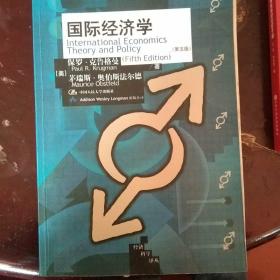 国际经济学
International Economics
Theory and Policy (第五版)
保罗·克鲁格曼 (Fifth Edition)
Paul R. Krugman
[美] 著
茅瑞斯·奥伯斯法尔德
Maurice Obstfeld
中国人民大学出版社
Addison Wesley Longman
经济
科学
译丛